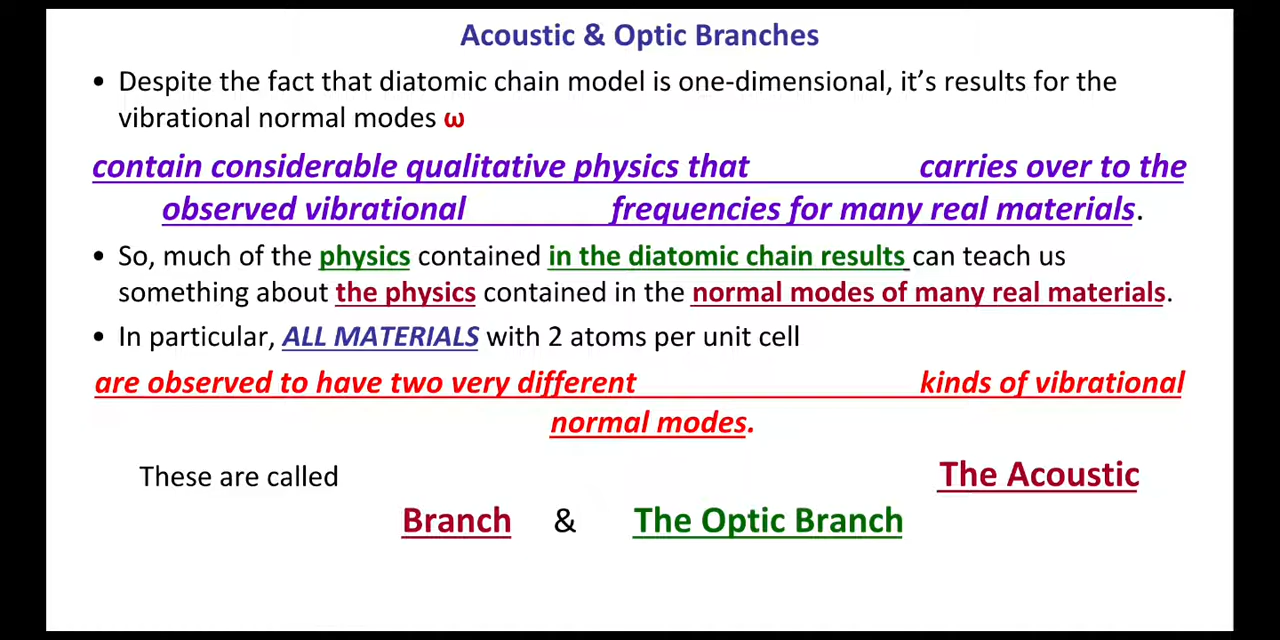 Acoustic & Optic Branches
• Despite the fact that diatomic chain model is one-dimensional, it’s results for the
vibrational normal modes ω
contain considerable qualitative physics that carries over to the
observed vibrational frequencies for many real materials.
• So, much of the physics contained in the diatomic chain results can teach us
something about the physics contained in the normal modes of many real materials.
• In particular, ALL MATERIALS with 2 atoms per unit cell
are observed to have two very different kinds of vibrational
normal modes.
These are called The Acoustic
Branch & The Optic Branch